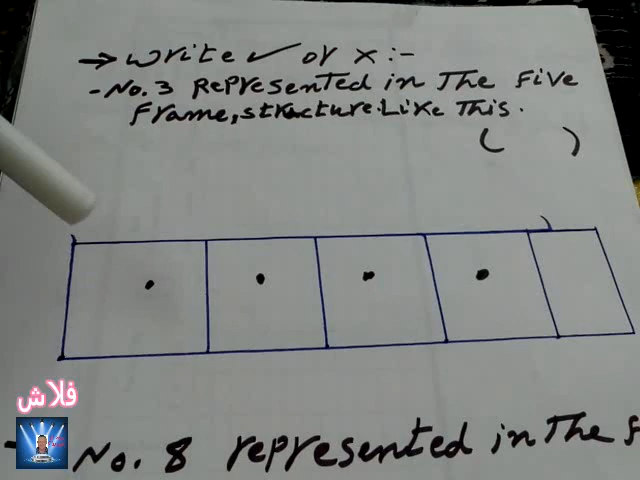 → write ✓ or x :-
- No. 3 Represented in The Five
Frame, structure Like This.
( )
فلاش
- No. 8 represented in The